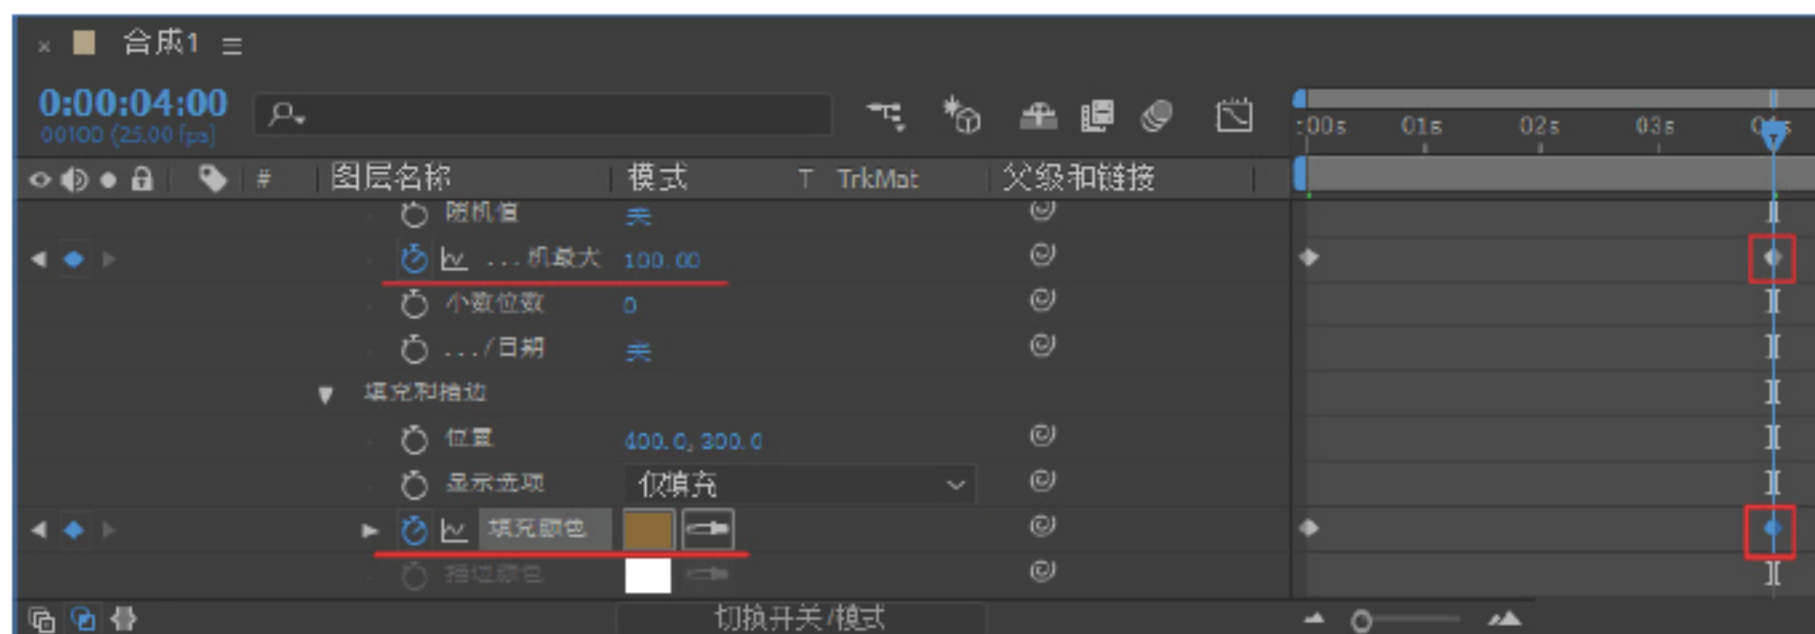 合成1
0:00:04:00
00100 (25.00 fps)
:00s 01s 02s 03s 04s
# 图层名称 模式 T TrkMat 父级和链接
随机值 关
...机最大 100.00
小数位数 0
.../日期 关
填充和描边
位置 400.0, 300.0
显示选项 仅填充
填充颜色
描边颜色
切换开关/模式